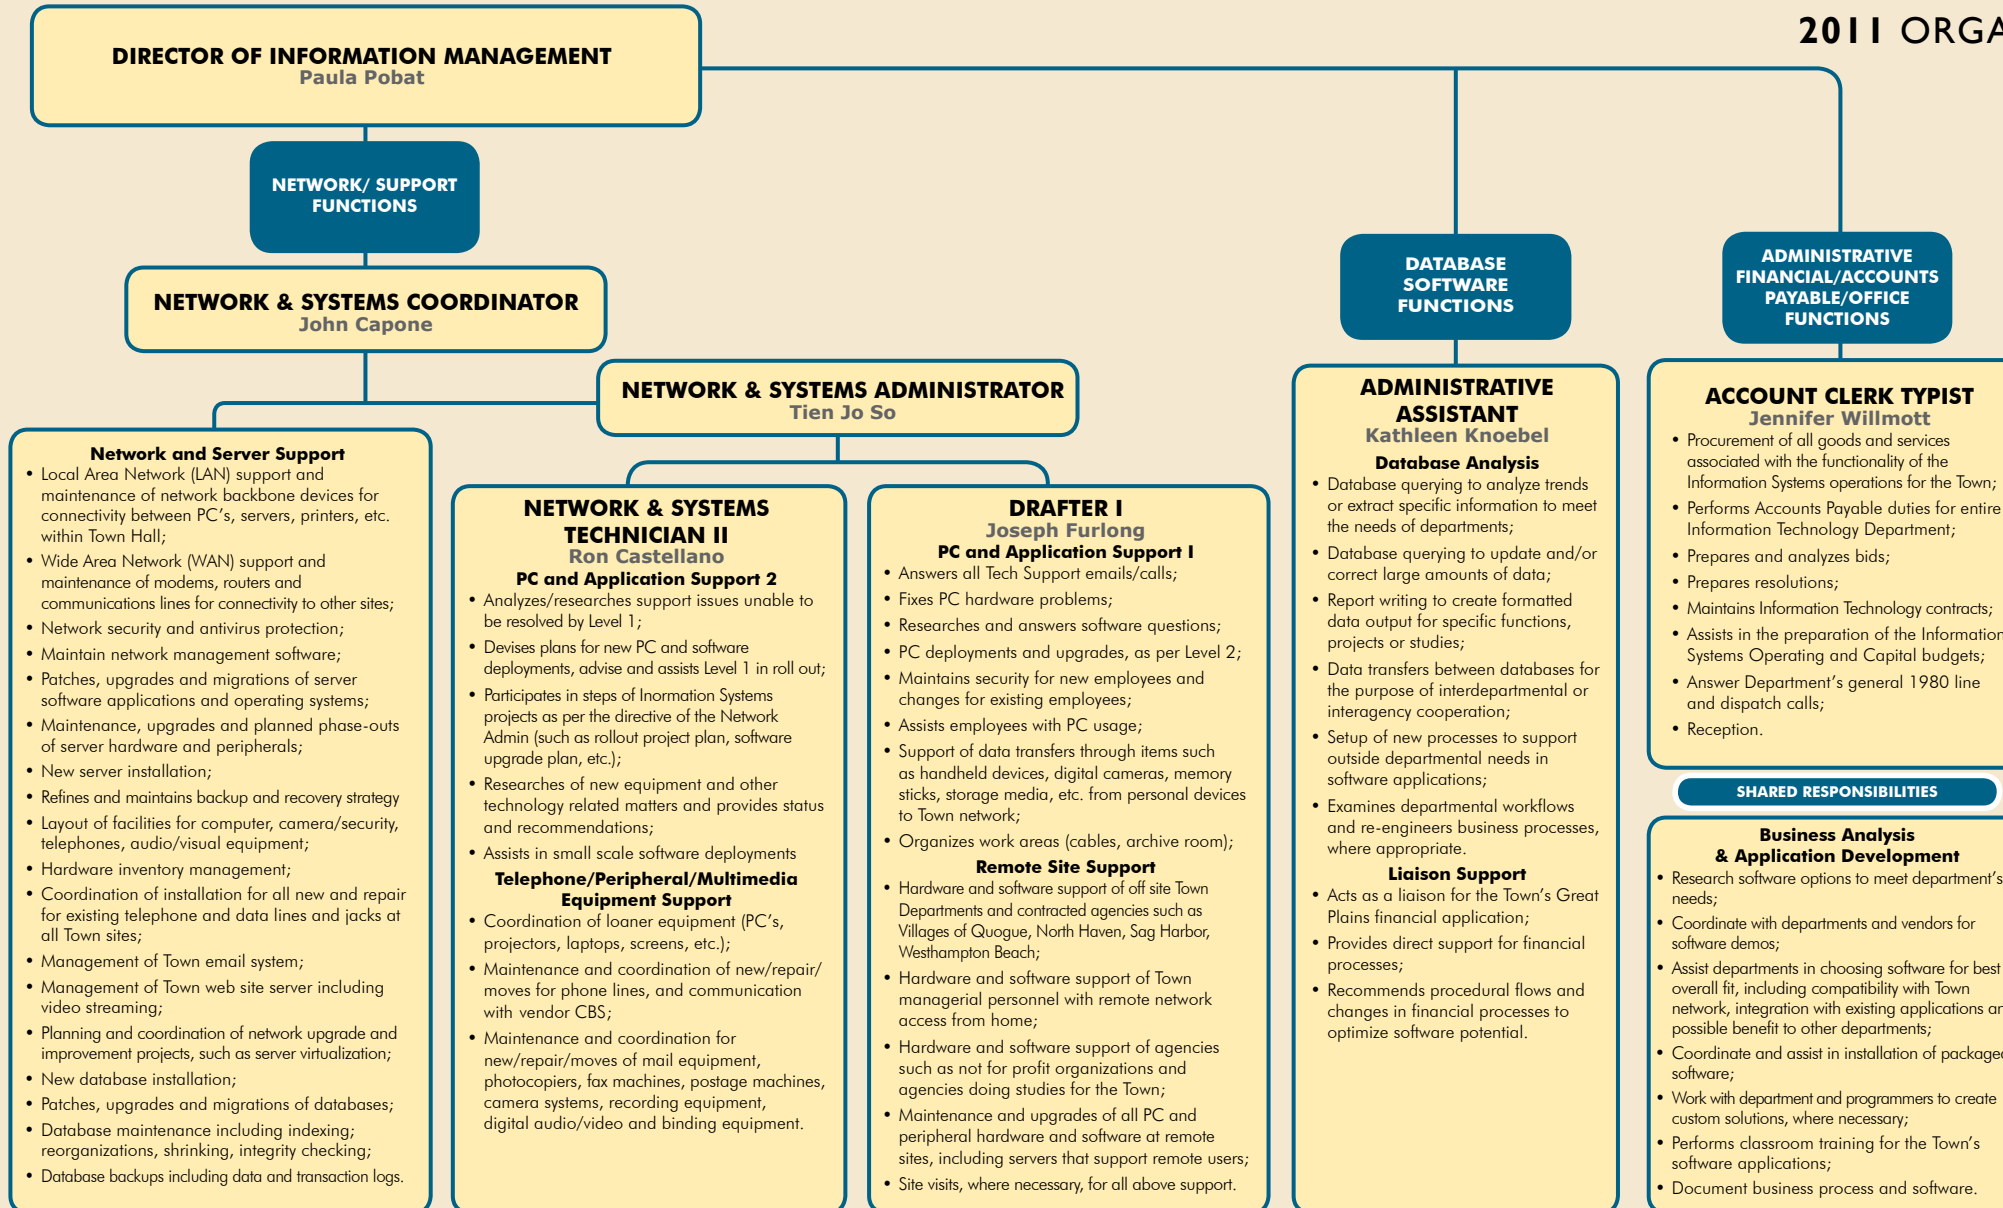 2011 ORGA
DIRECTOR OF INFORMATION MANAGEMENT
Paula Pobat
NETWORK/ SUPPORT
FUNCTIONS
NETWORK & SYSTEMS COORDINATOR
John Capone
NETWORK & SYSTEMS ADMINISTRATOR
Tien Jo So
Network and Server Support
• Local Area Network (LAN) support and
maintenance of network backbone devices for
connectivity between PC's, servers, printers, etc.
within Town Hall;
• Wide Area Network (WAN) support and
maintenance of modems, routers and
communications lines for connectivity to other sites;
• Network security and antivirus protection;
• Maintain network management software;
• Patches, upgrades and migrations of server
software applications and operating systems;
• Maintenance, upgrades and planned phase-outs
of server hardware and peripherals;
• New server installation;
• Refines and maintains backup and recovery strategy
• Layout of facilities for computer, camera/security,
telephones, audio/visual equipment;
• Hardware inventory management;
• Coordination of installation for all new and repair
for existing telephone and data lines and jacks at
all Town sites;
• Management of Town email system;
• Management of Town web site server including
video streaming;
• Planning and coordination of network upgrade and
improvement projects, such as server virtualization;
• New database installation;
• Patches, upgrades and migrations of databases;
• Database maintenance including indexing;
reorganizations, shrinking, integrity checking;
• Database backups including data and transaction logs.
NETWORK & SYSTEMS
TECHNICIAN II
Ron Castellano
PC and Application Support 2
• Analyzes/researches support issues unable to
be resolved by Level 1;
• Devises plans for new PC and software
deployments, advise and assists Level 1 in roll out;
• Participates in steps of Inormation Systems
projects as per the directive of the Network
Admin (such as rollout project plan, software
upgrade plan, etc.);
• Researches of new equipment and other
technology related matters and provides status
and recommendations;
• Assists in small scale software deployments
Telephone/Peripheral/Multimedia
Equipment Support
• Coordination of loaner equipment (PC's,
projectors, laptops, screens, etc.);
• Maintenance and coordination of new/repair/
moves for phone lines, and communication
with vendor CBS;
• Maintenance and coordination for
new/repair/moves of mail equipment,
photocopiers, fax machines, postage machines,
camera systems, recording equipment,
digital audio/video and binding equipment.
DRAFTER I
Joseph Furlong
PC and Application Support I
• Answers all Tech Support emails/calls;
• Fixes PC hardware problems;
• Researches and answers software questions;
• PC deployments and upgrades, as per Level 2;
• Maintains security for new employees and
changes for existing employees;
• Assists employees with PC usage;
• Support of data transfers through items such
as handheld devices, digital cameras, memory
sticks, storage media, etc. from personal devices
to Town network;
• Organizes work areas (cables, archive room);
Remote Site Support
• Hardware and software support of off site Town
Departments and contracted agencies such as
Villages of Quogue, North Haven, Sag Harbor,
Westhampton Beach;
• Hardware and software support of Town
managerial personnel with remote network
access from home;
• Hardware and software support of agencies
such as not for profit organizations and
agencies doing studies for the Town;
• Maintenance and upgrades of all PC and
peripheral hardware and software at remote
sites, including servers that support remote users;
• Site visits, where necessary, for all above support.
DATABASE
SOFTWARE
FUNCTIONS
ADMINISTRATIVE
ASSISTANT
Kathleen Knoebel
Database Analysis
• Database querying to analyze trends
or extract specific information to meet
the needs of departments;
• Database querying to update and/or
correct large amounts of data;
• Report writing to create formatted
data output for specific functions,
projects or studies;
• Data transfers between databases for
the purpose of interdepartmental or
interagency cooperation;
• Setup of new processes to support
outside departmental needs in
software applications;
• Examines departmental workflows
and re-engineers business processes,
where appropriate.
Liaison Support
• Acts as a liaison for the Town's Great
Plains financial application;
• Provides direct support for financial
processes;
• Recommends procedural flows and
changes in financial processes to
optimize software potential.
ADMINISTRATIVE
FINANCIAL/ACCOUNTS
PAYABLE/OFFICE
FUNCTIONS
ACCOUNT CLERK TYPIST
Jennifer Willmott
• Procurement of all goods and services
associated with the functionality of the
Information Systems operations for the Town;
• Performs Accounts Payable duties for entire
Information Technology Department;
• Prepares and analyzes bids;
• Prepares resolutions;
• Maintains Information Technology contracts;
• Assists in the preparation of the Information
Systems Operating and Capital budgets;
• Answer Department's general 1980 line
and dispatch calls;
• Reception.
SHARED RESPONSIBILITIES
Business Analysis
& Application Development
• Research software options to meet department's
needs;
• Coordinate with departments and vendors for
software demos;
• Assist departments in choosing software for best
overall fit, including compatibility with Town
network, integration with existing applications an
possible benefit to other departments;
• Coordinate and assist in installation of packaged
software;
• Work with department and programmers to create
custom solutions, where necessary;
• Performs classroom training for the Town's
software applications;
• Document business process and software.